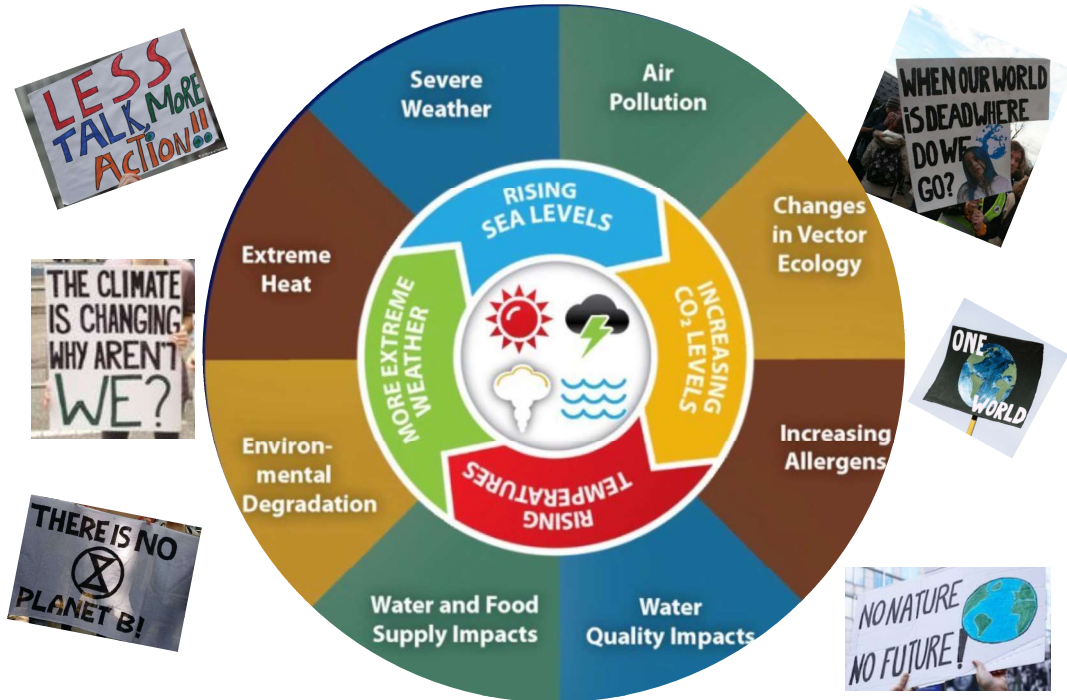 LESS
TALK, MORE
ACTION!!
THE CLIMATE
IS CHANGING
WHY AREN'T
WE?
THERE IS NO
PLANET B!
Severe
Weather
Air
Pollution
Changes
in Vector
Ecology
Increasing
Allergens
Water
Quality Impacts
Water and Food
Supply Impacts
Environ-
mental
Degradation
Extreme
Heat
RISING
SEA LEVELS
INCREASING
CO₂ LEVELS
RISING
TEMPERATURES
MORE EXTREME
WEATHER
WHEN OUR WORLD
iS DEAD WHERE
DO WE
GO?
ONE
WORLD
NO NATURE
NO FUTURE!